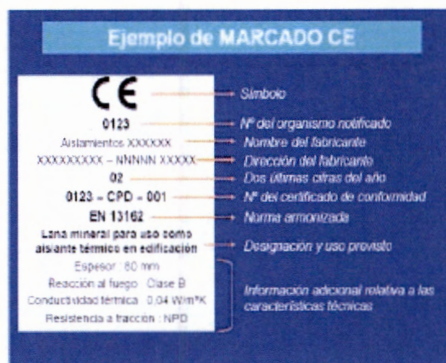 Ejemplo de MARCADO CE
CE
Símbolo
0123
Nº del organismo notificado
Aislamientos XXXXXX
Nombre del fabricante
XXXXXXXXX – NNNNN XXXXX
Dirección del fabricante
02
Dos últimas cifras del año
0123 – CPD – 001
Nº del certificado de conformidad
EN 13162
Norma armonizada
Lana mineral para uso como
aislante térmico en edificación
Designación y uso previsto
Espesor : 80 mm
Reacción al fuego : Clase B
Conductividad térmica : 0,04 W/mºK
Resistencia a fracción : NPD
Información adicional relativa a las
características técnicas